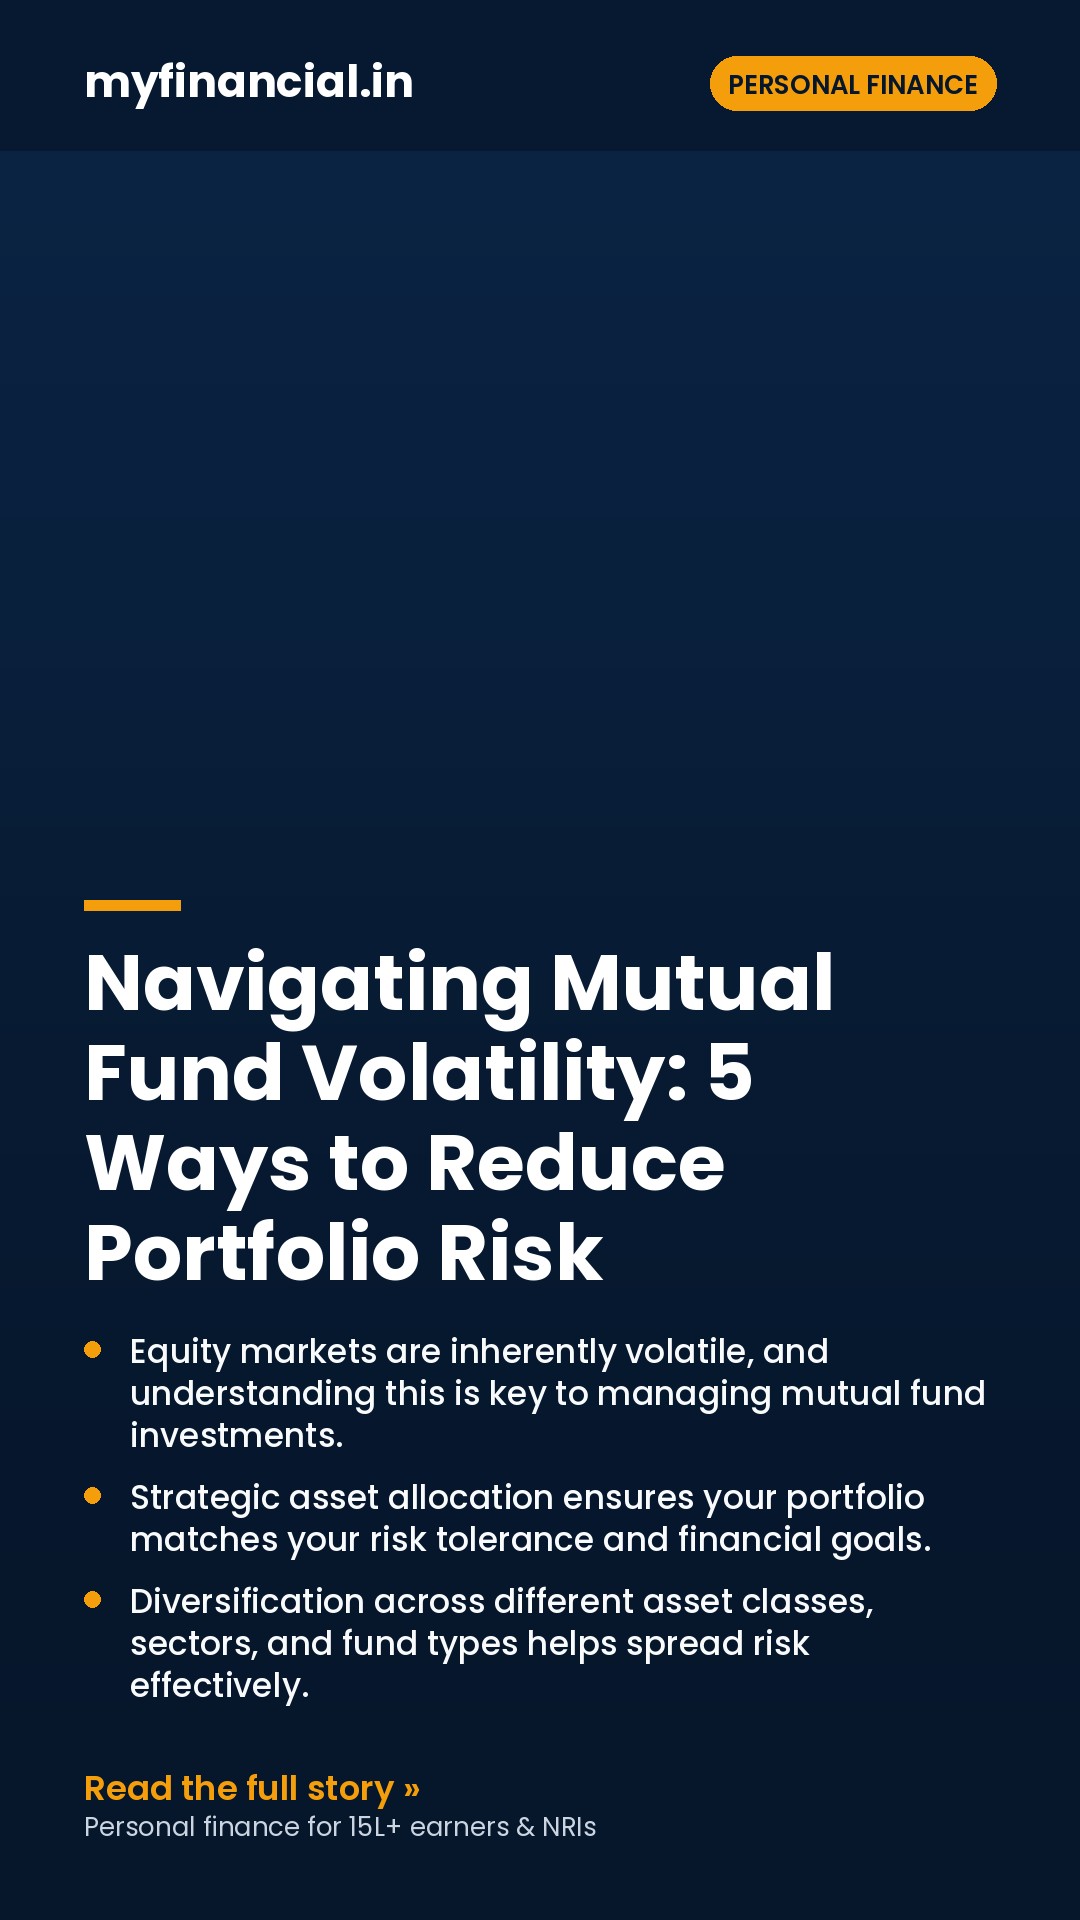 myfinancial.in
PERSONAL FINANCE
Navigating Mutual
Fund Volatility: 5
Ways to Reduce
Portfolio Risk
Equity markets are inherently volatile, and
understanding this is key to managing mutual fund
investments.
Strategic asset allocation ensures your portfolio
matches your risk tolerance and financial goals.
Diversification across different asset classes,
sectors, and fund types helps spread risk
effectively.
Read the full story »
Personal finance for 15L+ earners & NRIs